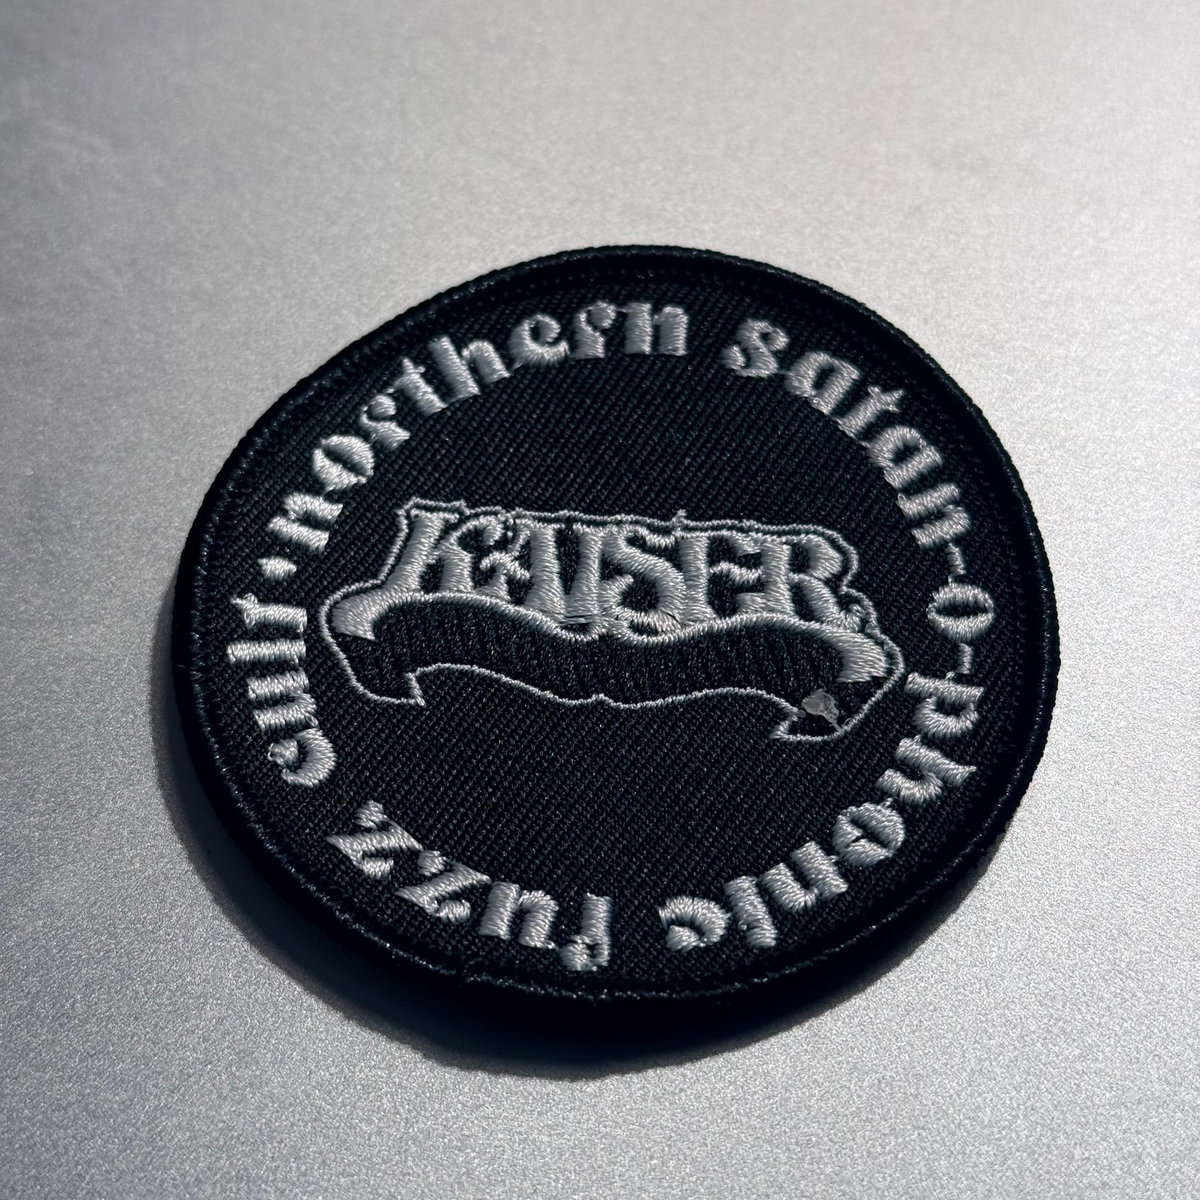 northern satan-o-phonic fuzz cult •
KAISER